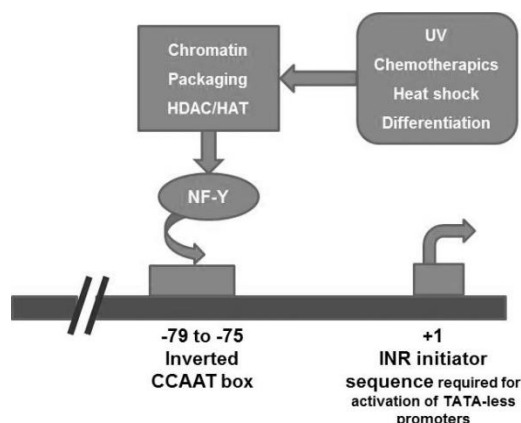 Chromatin
Packaging
HDAC/HAT
UV
Chemotherapics
Heat shock
Differentiation
NF-Y
-79 to -75
Inverted
CCAAT box
+1
INR initiator
sequence required for
activation of TATA-less
promoters